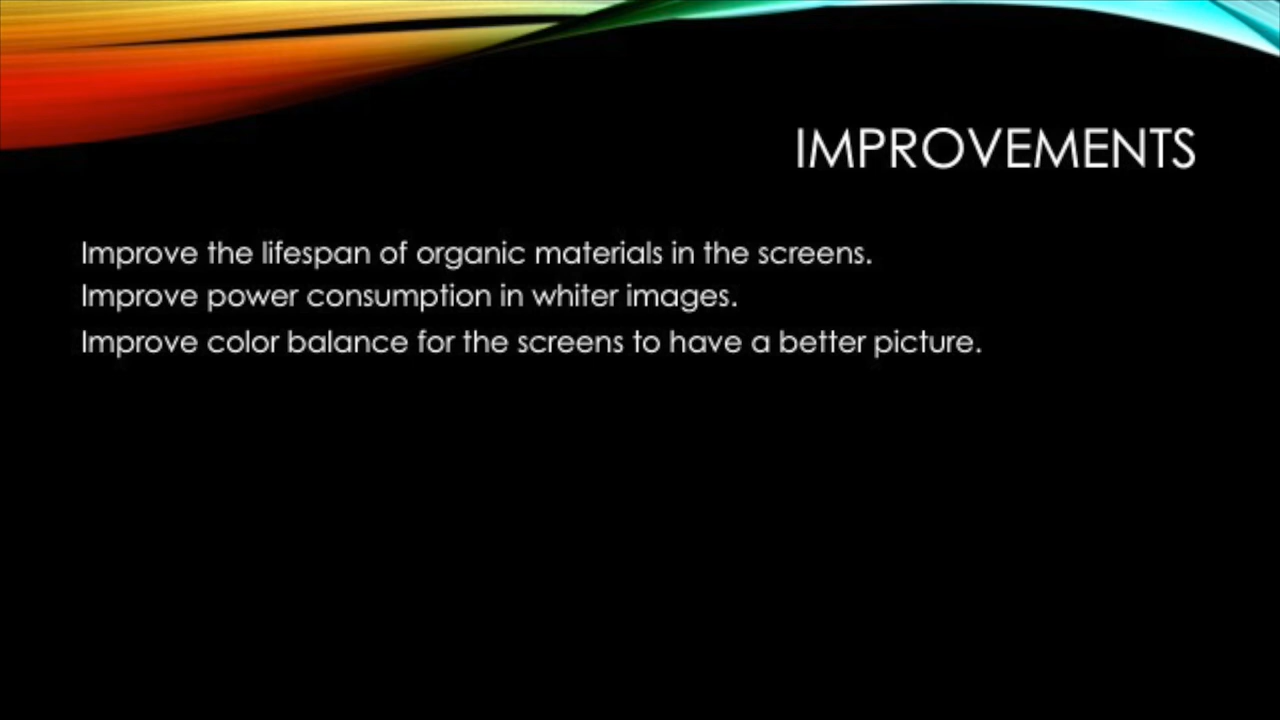 IMPROVEMENTS
Improve the lifespan of organic materials in the screens.
Improve power consumption in whiter images.
Improve color balance for the screens to have a better picture.